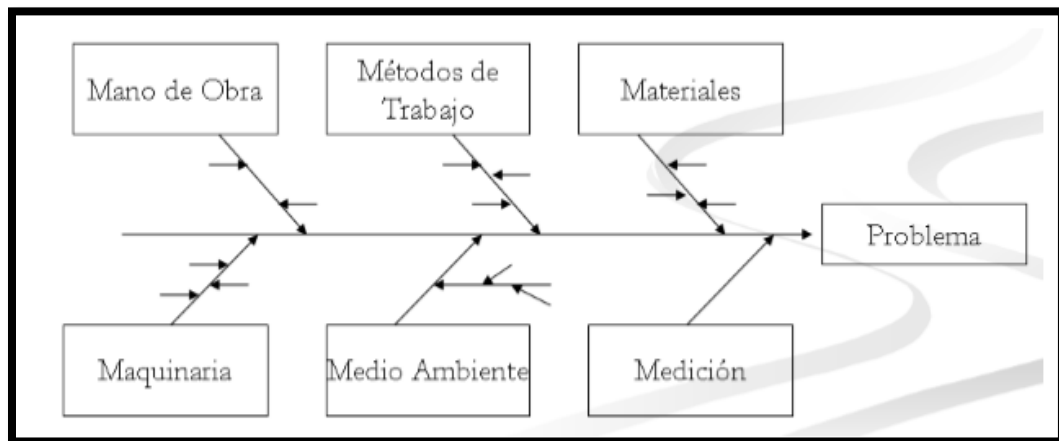 Mano de Obra
Métodos de
Trabajo
Materiales
Problema
Maquinaria
Medio Ambiente
Medición